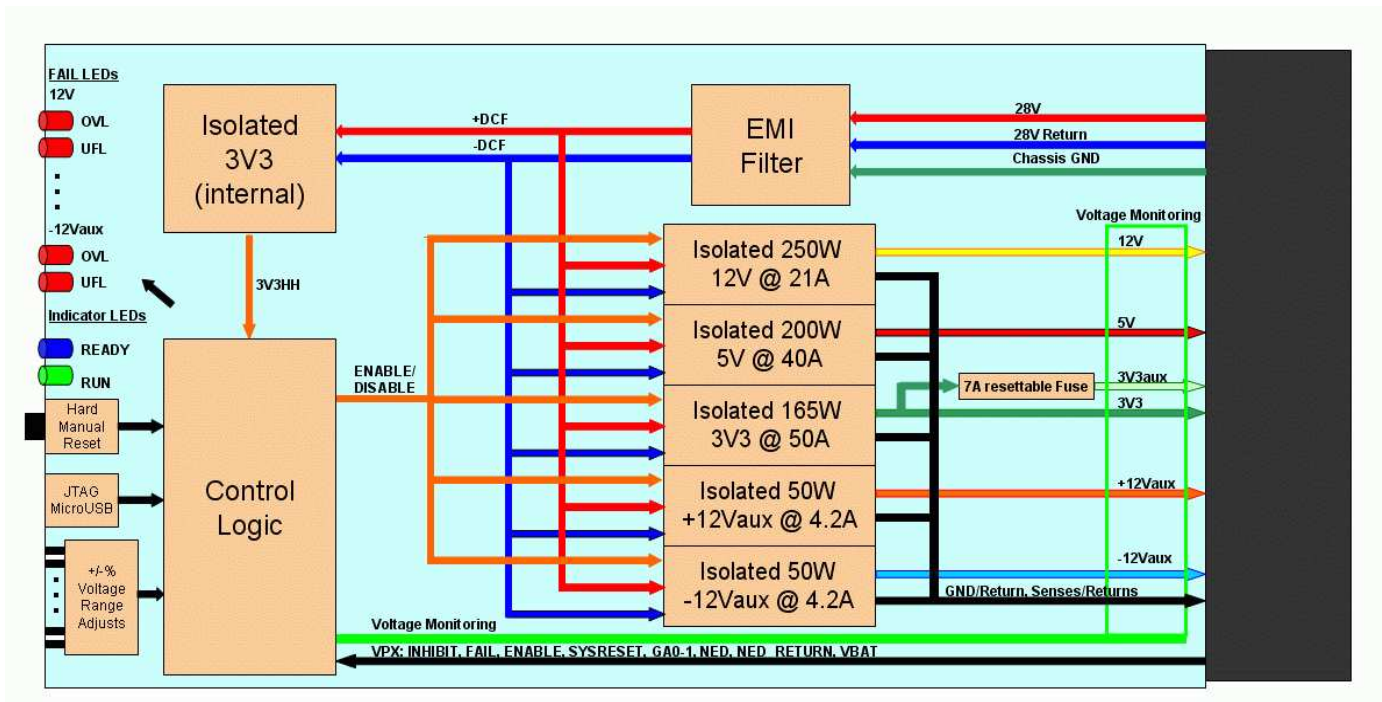 FAIL LEDs
12V
OVL
UFL
-12Vaux
OVL
UFL
Indicator LEDs
READY
RUN
Hard
Manual
Reset
JTAG
MicroUSB
+/-%
Voltage
Range
Adjusts
Isolated
3V3
(internal)
3V3HH
Control
Logic
+DCF
-DCF
EMI
Filter
28V
28V Return
Chassis GND
ENABLE/
DISABLE
Isolated 250W
12V @ 21A
Isolated 200W
5V @ 40A
Isolated 165W
3V3 @ 50A
Isolated 50W
+12Vaux @ 4.2A
Isolated 50W
-12Vaux @ 4.2A
Voltage Monitoring
12V
5V
7A resettable Fuse
3V3aux
3V3
+12Vaux
-12Vaux
GND/Return, Senses/Returns
Voltage Monitoring
VPX: INHIBIT, FAIL, ENABLE, SYSRESET, GA0-1, NED, NED_RETURN, VBAT